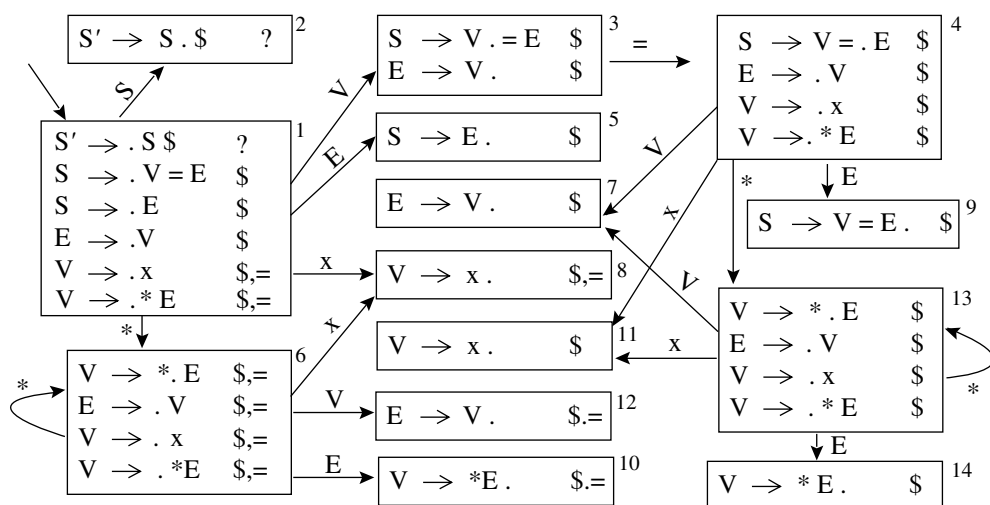 2
S′ → S . $ ?
S
1
S′ → . S $ ?
S → . V = E $
S → . E $
E → . V $
V → . x $,=
V → . * E $,=
V
E
x
*
6
V → *. E $,=
E → . V $,=
V → . x $,=
V → . *E $,=
*
x
V
E
3
S → V . = E $
E → V . $
=
5
S → E . $
7
E → V . $
8
V → x . $,=
11
V → x . $
12
E → V . $.=
10
V → *E . $.=
4
S → V = . E $
E → . V $
V → . x $
V → . * E $
V
x
*
E
9
S → V = E . $
13
V → * . E $
E → . V $
V → . x $
V → . * E $
V
x
*
E
14
V → * E . $